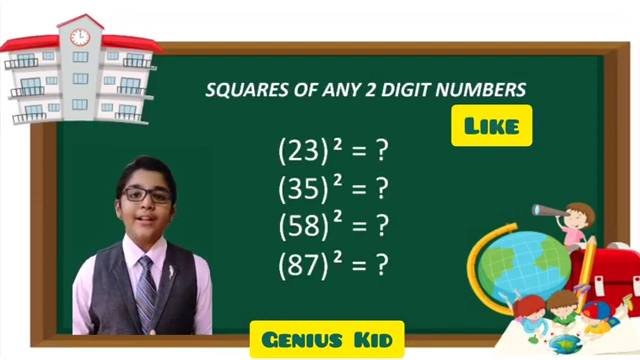 SQUARES OF ANY 2 DIGIT NUMBERS
LIKE
(23)² = ?
(35)² = ?
(58)² = ?
(87)² = ?
GENIUS KID